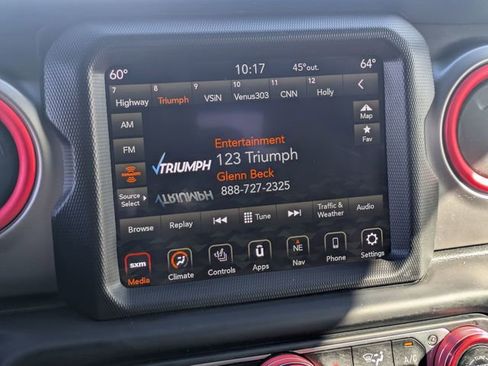 60° 10:17 45°out. 64°
7 8 9 10 11 12
Highway Triumph VSiN Venus303 CNN Holly
AM
FM
Map
Fav
Entertainment
TRIUMPH 123 Triumph
Glenn Beck
TRIUMPH 888-727-2325
Source
Select
Browse Replay Tune Traffic & Weather Audio
sxm ü NE
Media Climate Controls Apps Nav Phone Settings
A/C